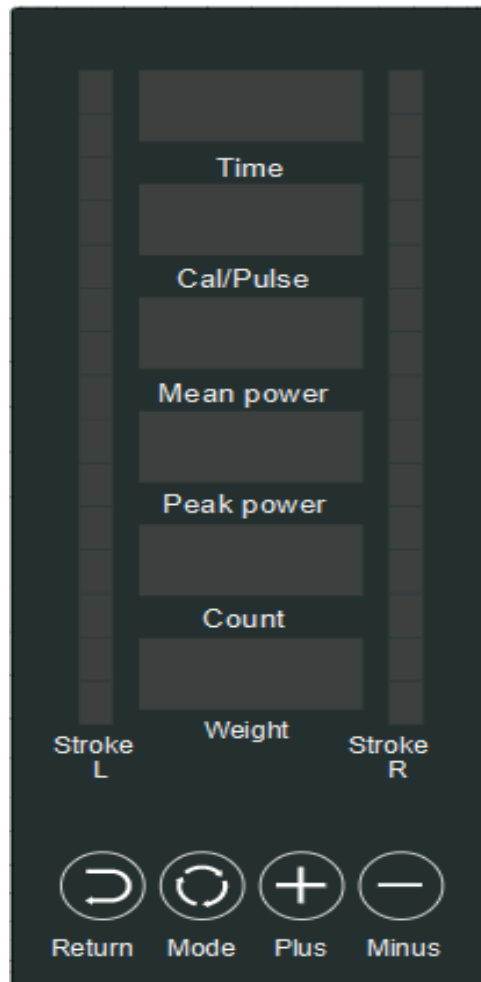 Time
Cal/Pulse
Mean power
Peak power
Count
Weight
Stroke
L
Stroke
R
Return Mode Plus Minus